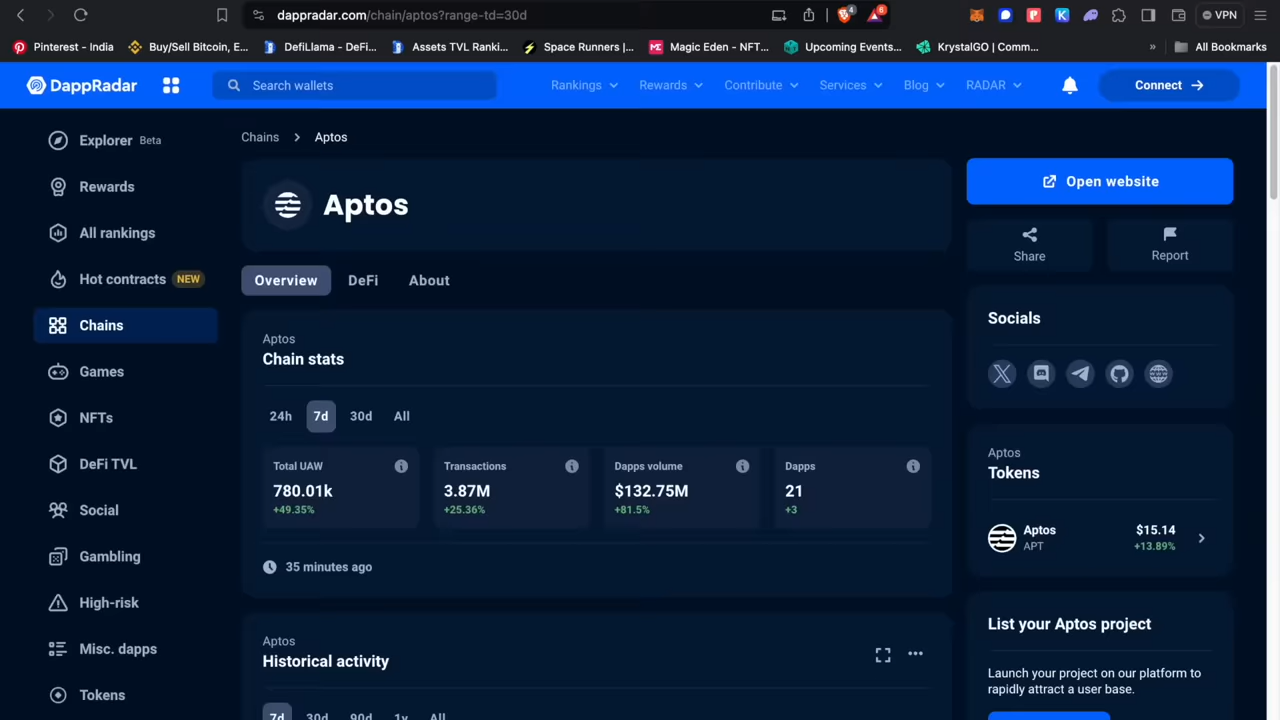 dappradar.com/chain/aptos?range-td=30d
4
6
VPN
Pinterest - India
Buy/Sell Bitcoin, E...
DefiLlama - DeFi...
Assets TVL Ranki...
Space Runners |...
Magic Eden - NFT...
Upcoming Events...
KrystalGO | Comm...
»
All Bookmarks
DappRadar
Search wallets
Rankings
Rewards
Contribute
Services
Blog
RADAR
Connect →
Explorer Beta
Rewards
All rankings
Hot contracts NEW
Chains
Games
NFTs
DeFi TVL
Social
Gambling
High-risk
Misc. dapps
Tokens
Chains > Aptos
Aptos
Overview
DeFi
About
Aptos
Chain stats
24h
7d
30d
All
Total UAW
780.01k
+49.35%
Transactions
3.87M
+25.36%
Dapps volume
$132.75M
+81.5%
Dapps
21
+3
35 minutes ago
Aptos
Historical activity
7d
30d
90d
1y
All
Open website
Share
Report
Socials
Aptos
Tokens
Aptos
APT
$15.14
+13.89%
List your Aptos project
Launch your project on our platform to
rapidly attract a user base.